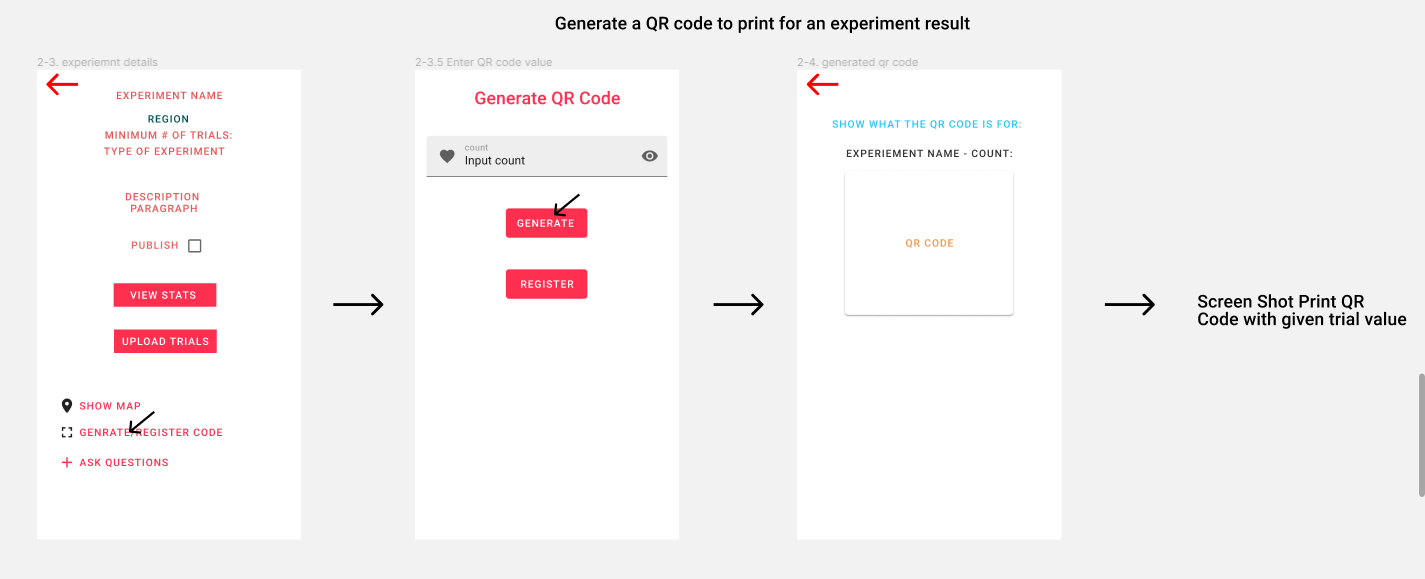 Generate a QR code to print for an experiment result
2-3. experiemnt details
EXPERIMENT NAME
REGION
MINIMUM # OF TRIALS:
TYPE OF EXPERIMENT
DESCRIPTION
PARAGRAPH
PUBLISH
VIEW STATS
UPLOAD TRIALS
SHOW MAP
GENRATE/REGISTER CODE
ASK QUESTIONS
2-3.5 Enter QR code value
Generate QR Code
count
Input count
GENERATE
REGISTER
2-4. generated qr code
SHOW WHAT THE QR CODE IS FOR:
EXPERIEMENT NAME - COUNT:
QR CODE
Screen Shot Print QR
Code with given trial value